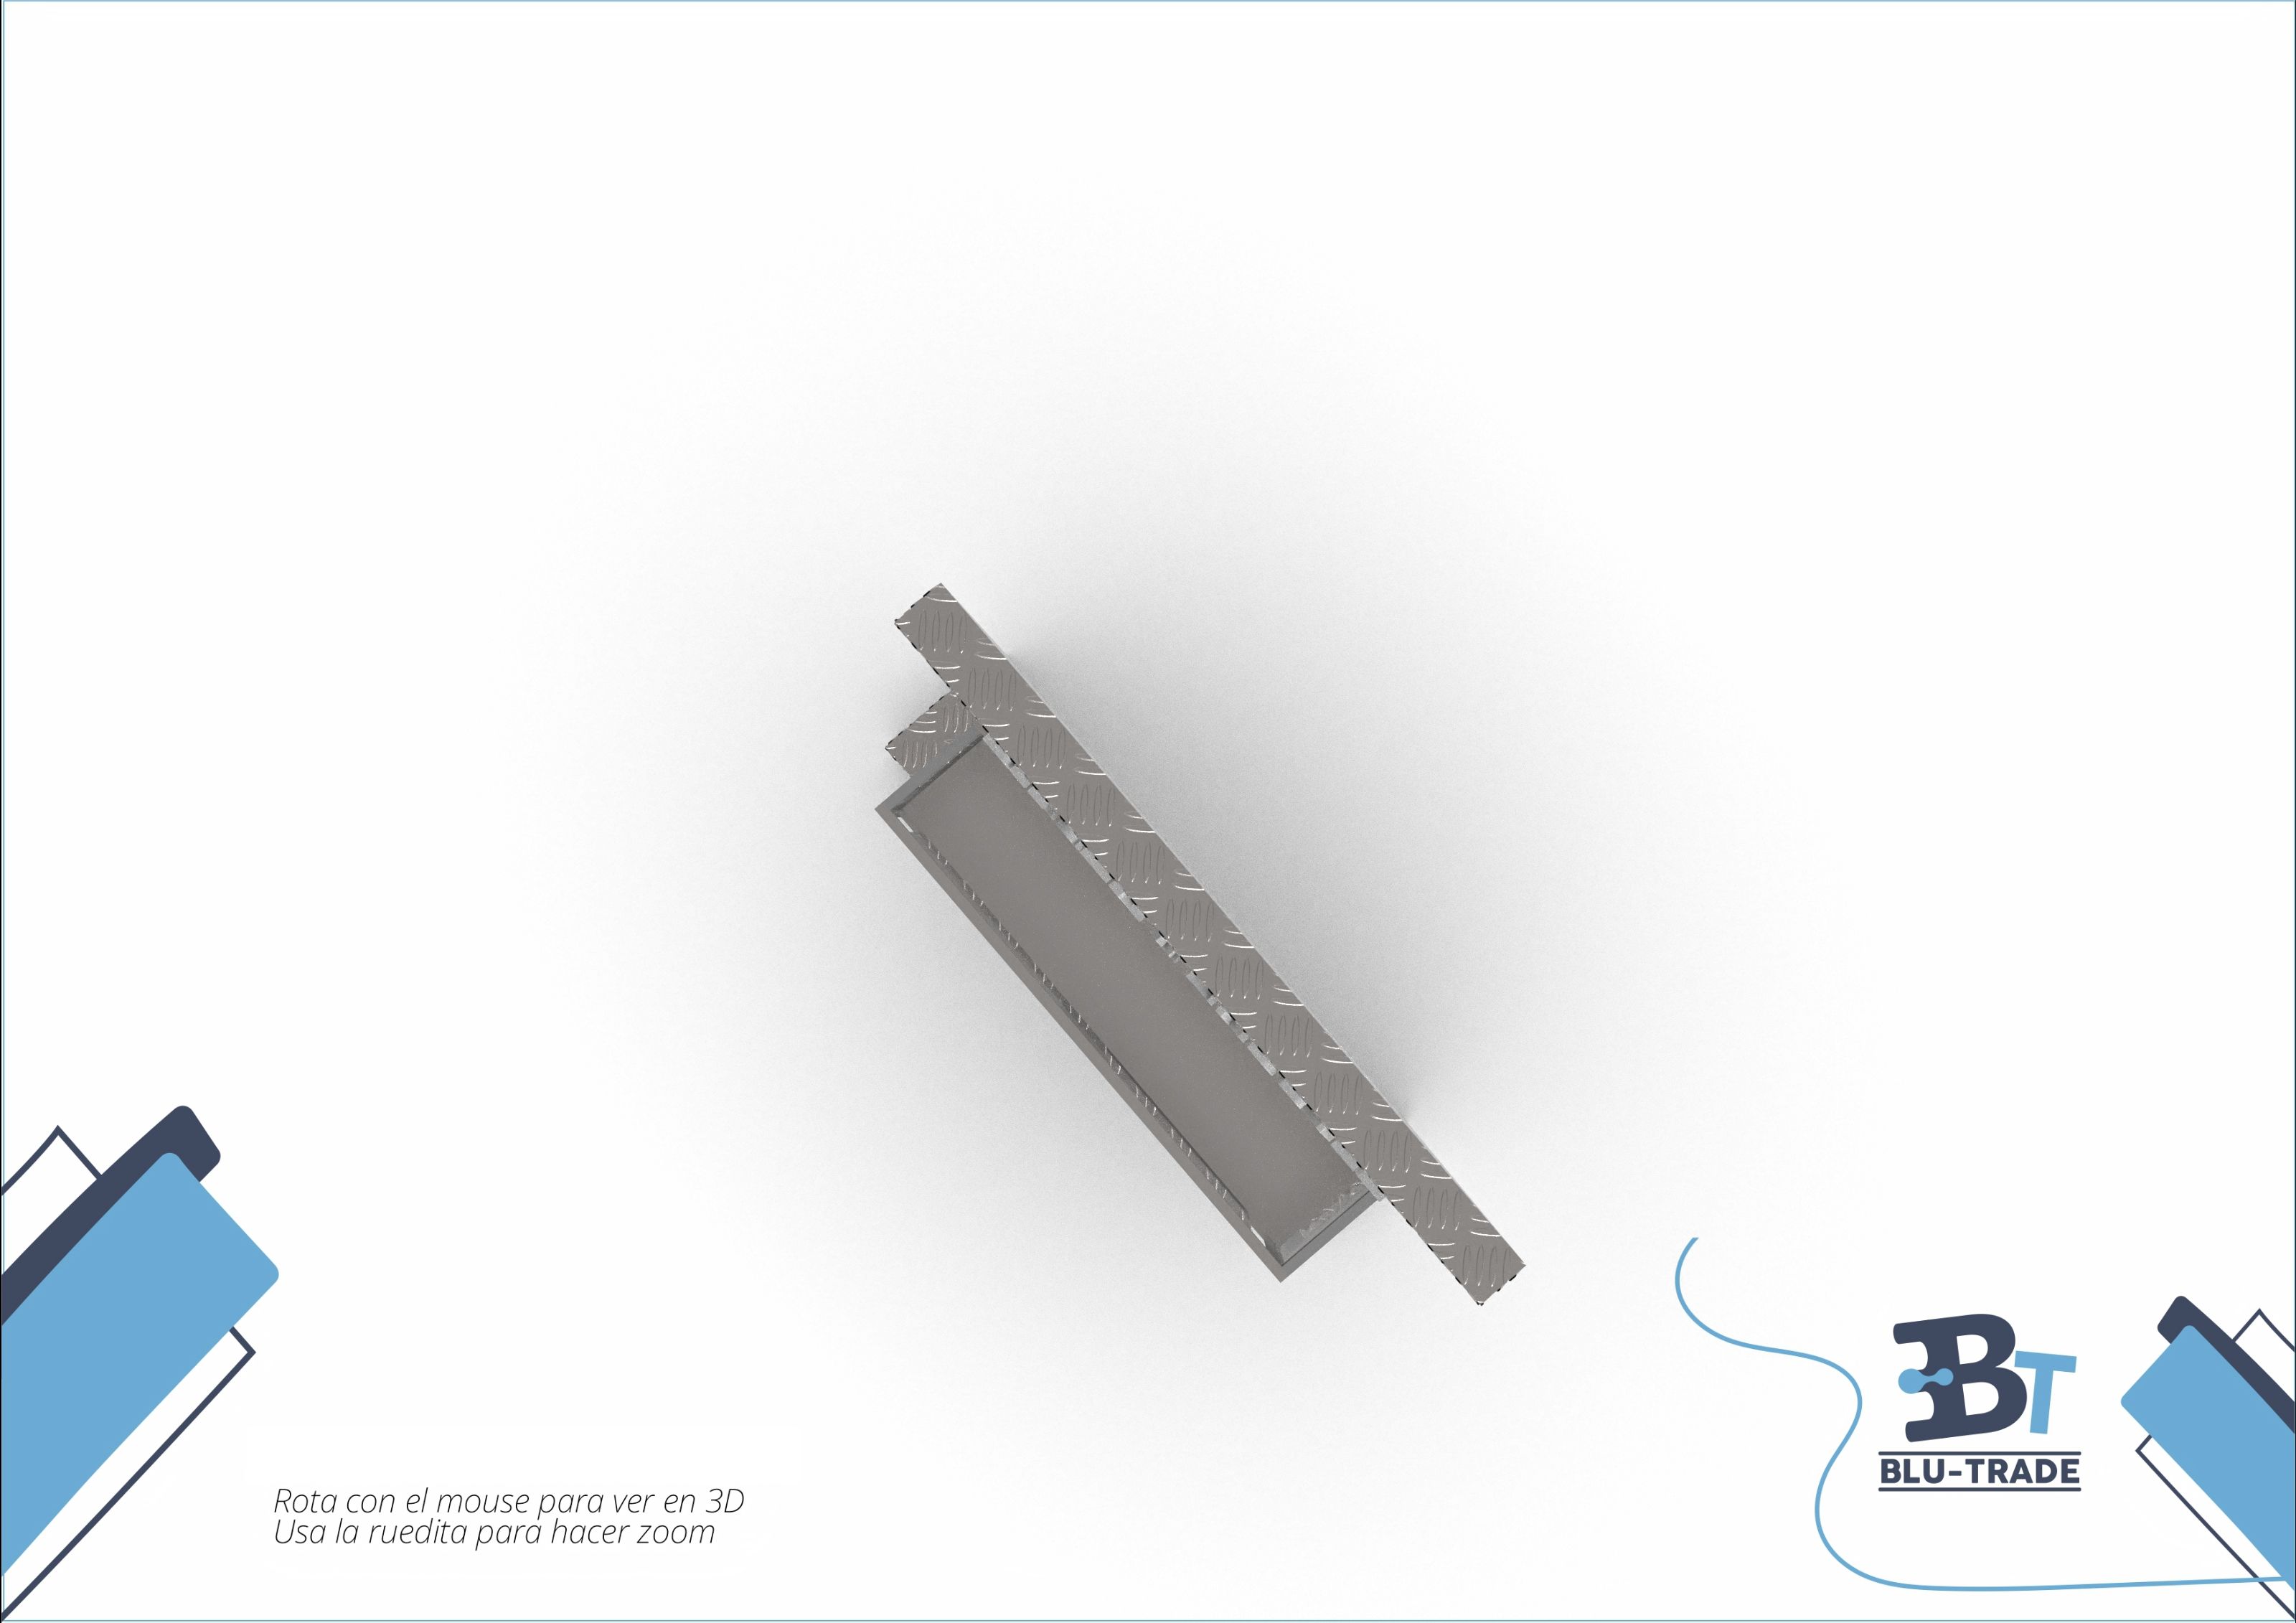 Rota con el mouse para ver en 3D
Usa la ruedita para hacer zoom
BT
BLU-TRADE